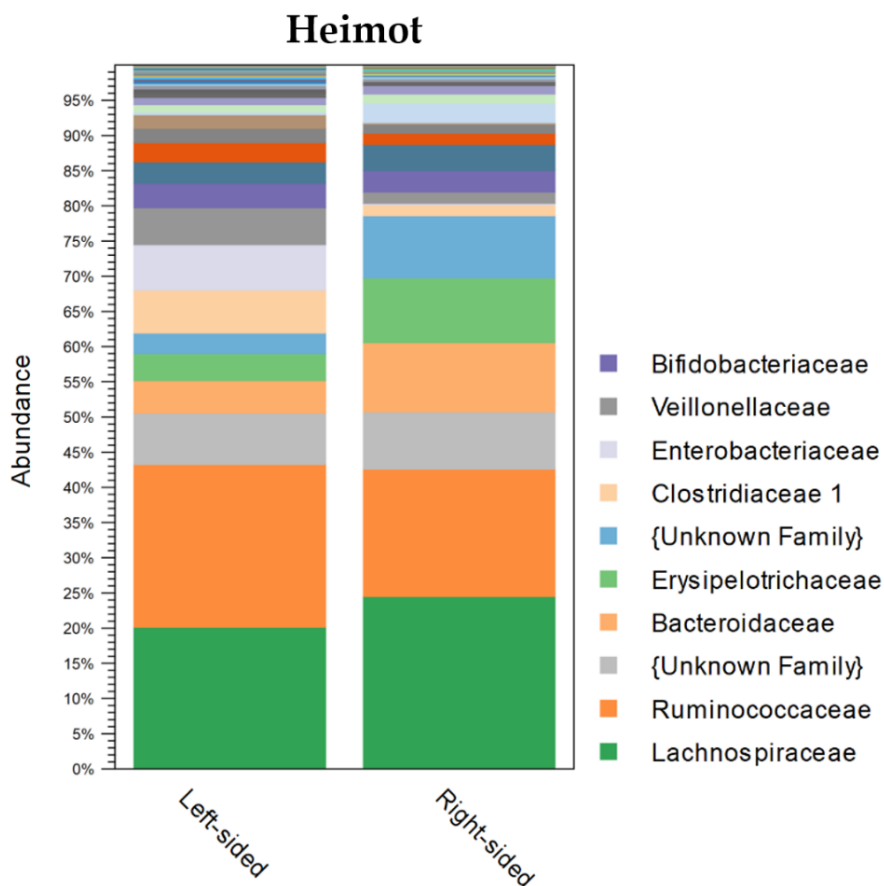 Heimot
Abundance
95%
90%
85%
80%
75%
70%
65%
60%
55%
50%
45%
40%
35%
30%
25%
20%
15%
10%
5%
0%
Left-sided
Right-sided
Bifidobacteriaceae
Veillonellaceae
Enterobacteriaceae
Clostridiaceae 1
{Unknown Family}
Erysipelotrichaceae
Bacteroidaceae
{Unknown Family}
Ruminococcaceae
Lachnospiraceae